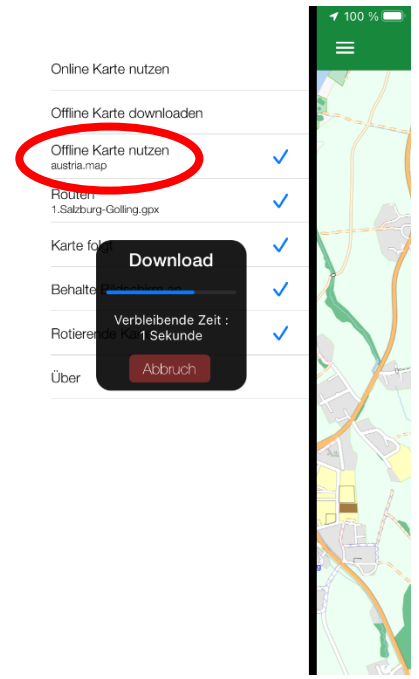 100 %
Online Karte nutzen
Offline Karte downloaden
Offline Karte nutzen
austria.map
Routen
1.Salzburg-Golling.gpx
Karte folgt
Download
Behalte
Verbleibende Zeit :
Rotierende
1 Sekunde
Abbruch
Über